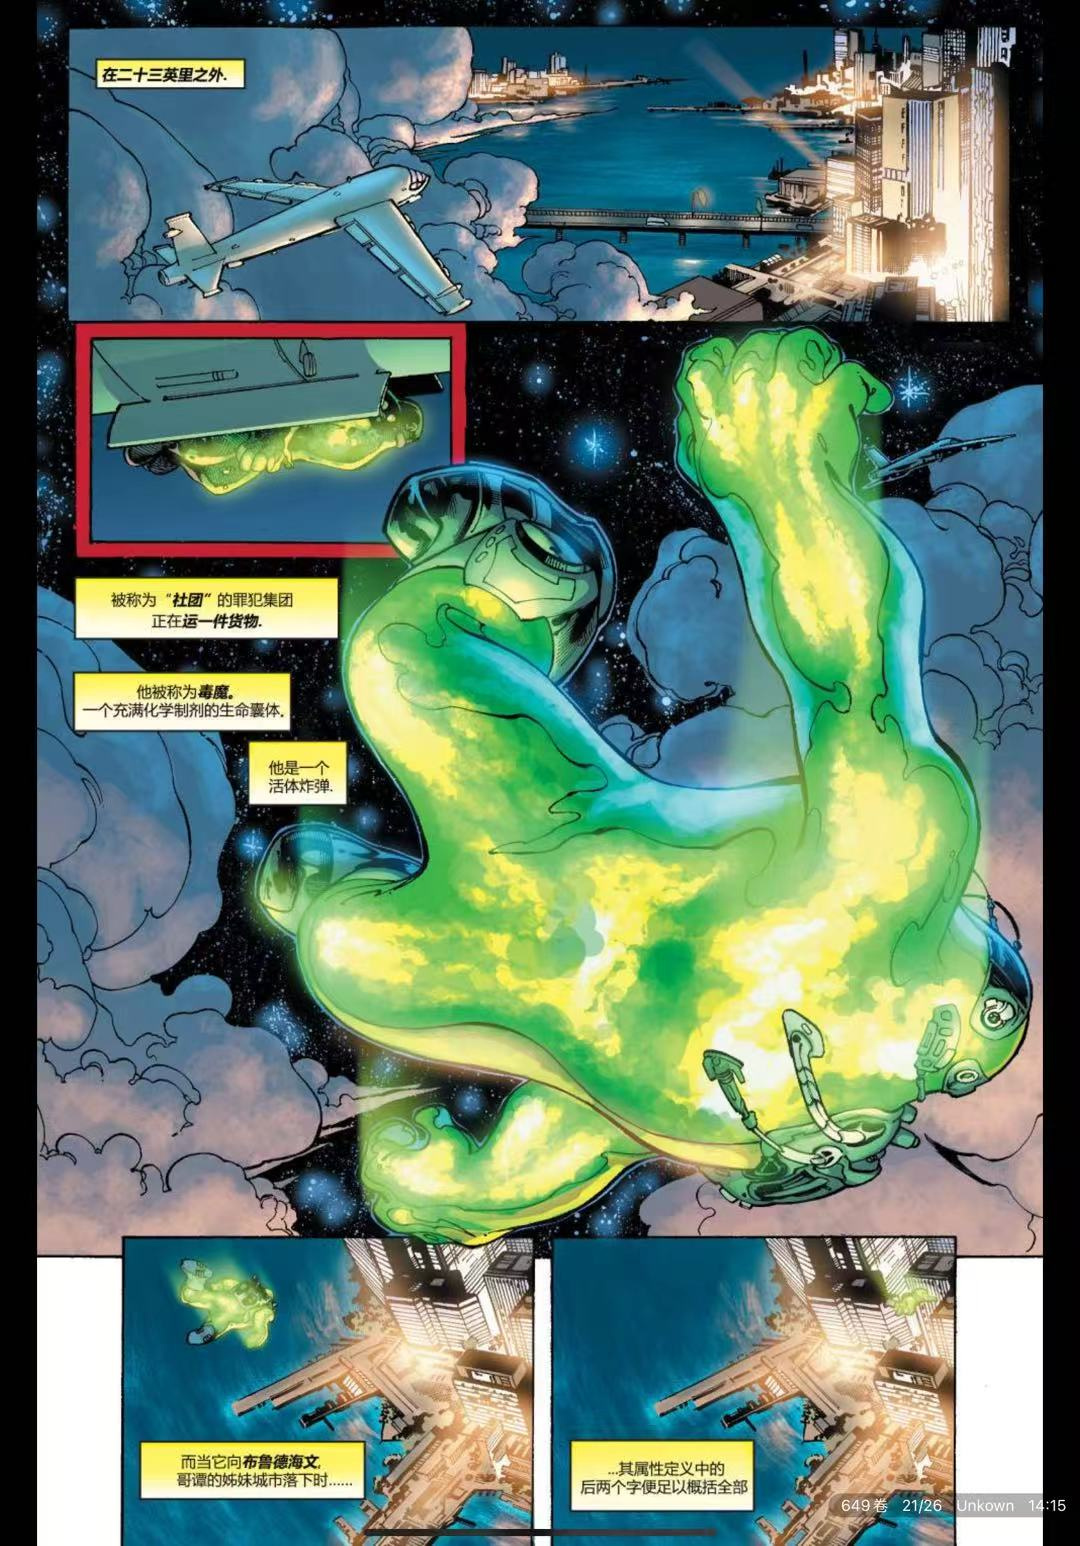 在二十三英里之外.
被称为“社团”的罪犯集团
正在运一件货物.
他被称为毒魔。
一个充满化学制剂的生命囊体.
他是一个
活体炸弹.
而当它向布鲁德海文,
哥谭的姊妹城市落下时......
...其属性定义中的
后两个字便足以概括全部
649卷 21/26 Unkown 14:15